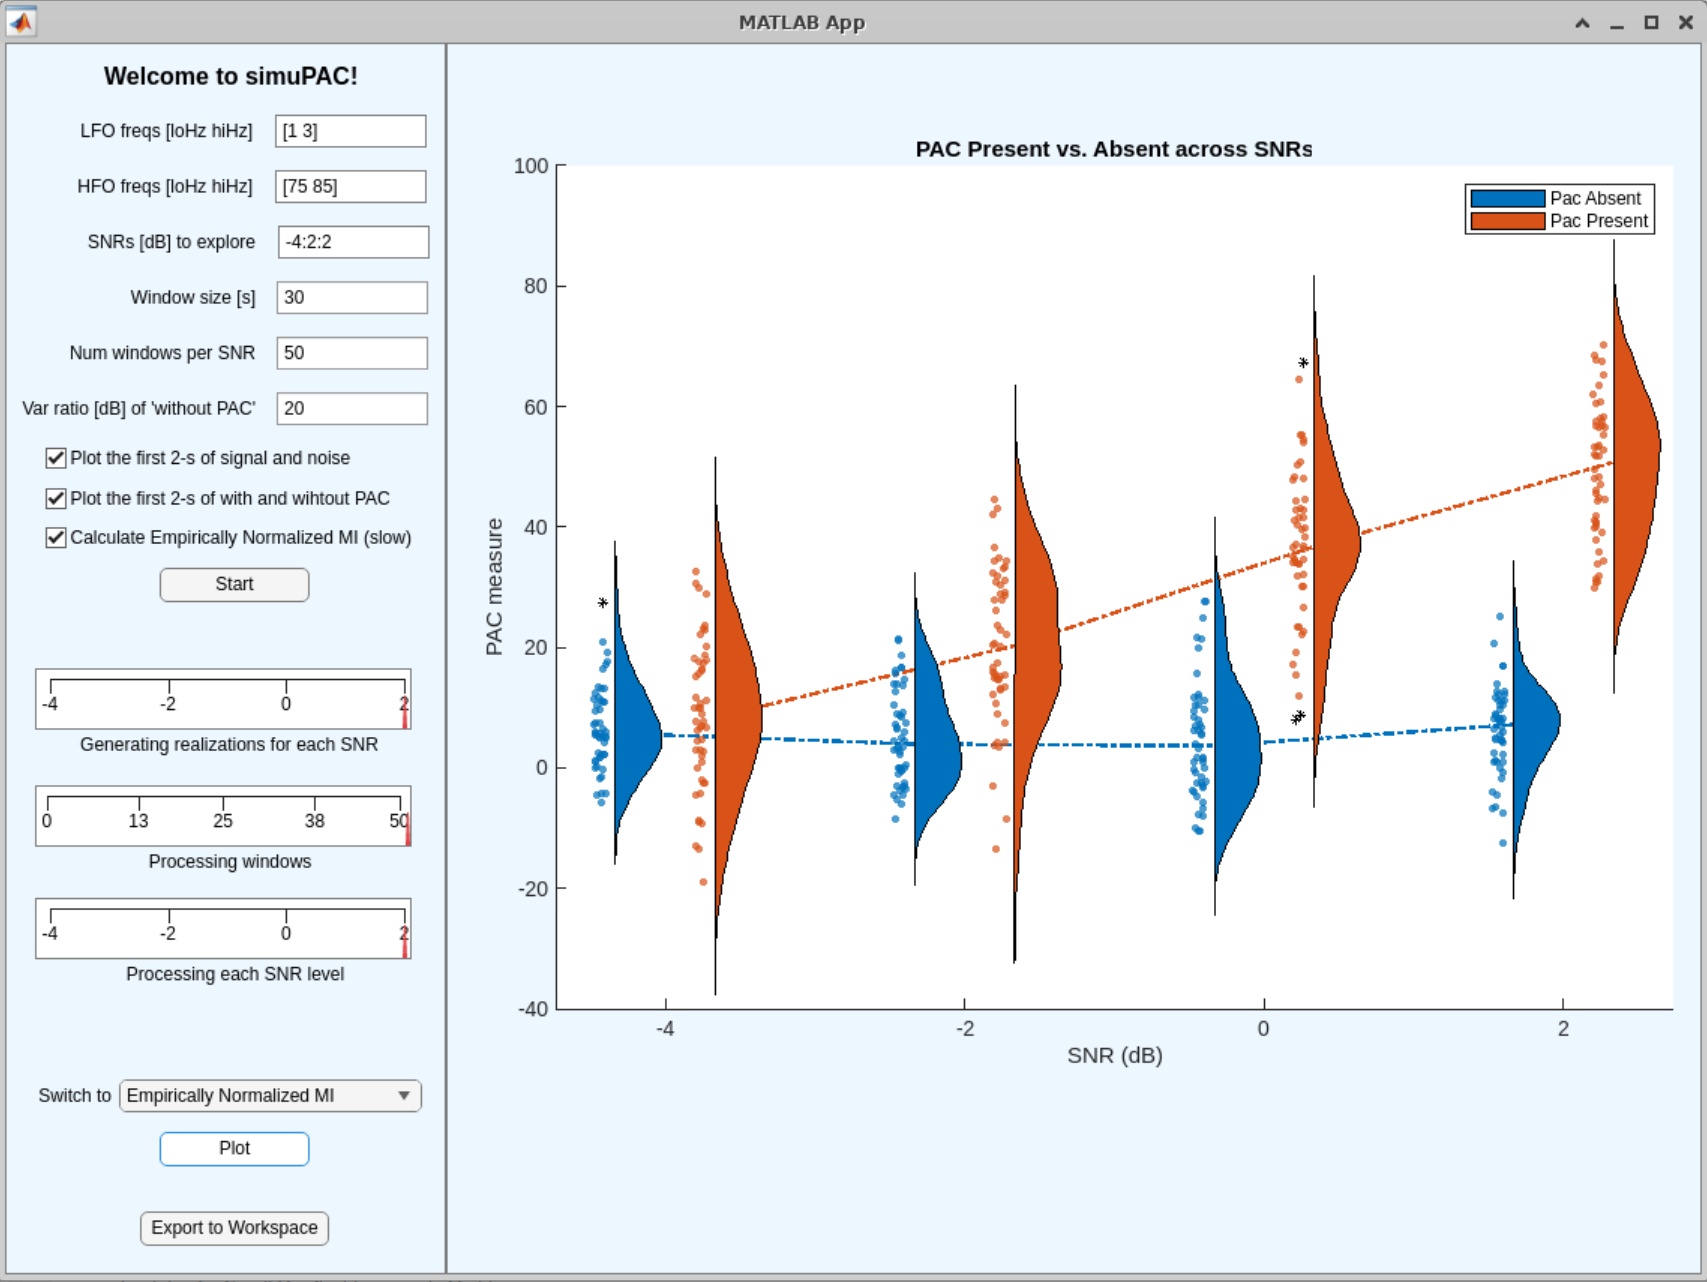 MATLAB App
Welcome to simuPAC!
LFO freqs [loHz hiHz] [1 3]
HFO freqs [loHz hiHz] [75 85]
SNRs [dB] to explore -4:2:2
Window size [s] 30
Num windows per SNR 50
Var ratio [dB] of 'without PAC' 20
Plot the first 2-s of signal and noise
Plot the first 2-s of with and wihtout PAC
Calculate Empirically Normalized MI (slow)
Start
-4 -2 0 2
Generating realizations for each SNR
0 13 25 38 50
Processing windows
-4 -2 0 2
Processing each SNR level
Switch to Empirically Normalized MI
Plot
Export to Workspace
PAC Present vs. Absent across SNRs
Pac Absent
Pac Present
PAC measure
100
80
60
40
20
0
-20
-40
-4 -2 0 2
SNR (dB)